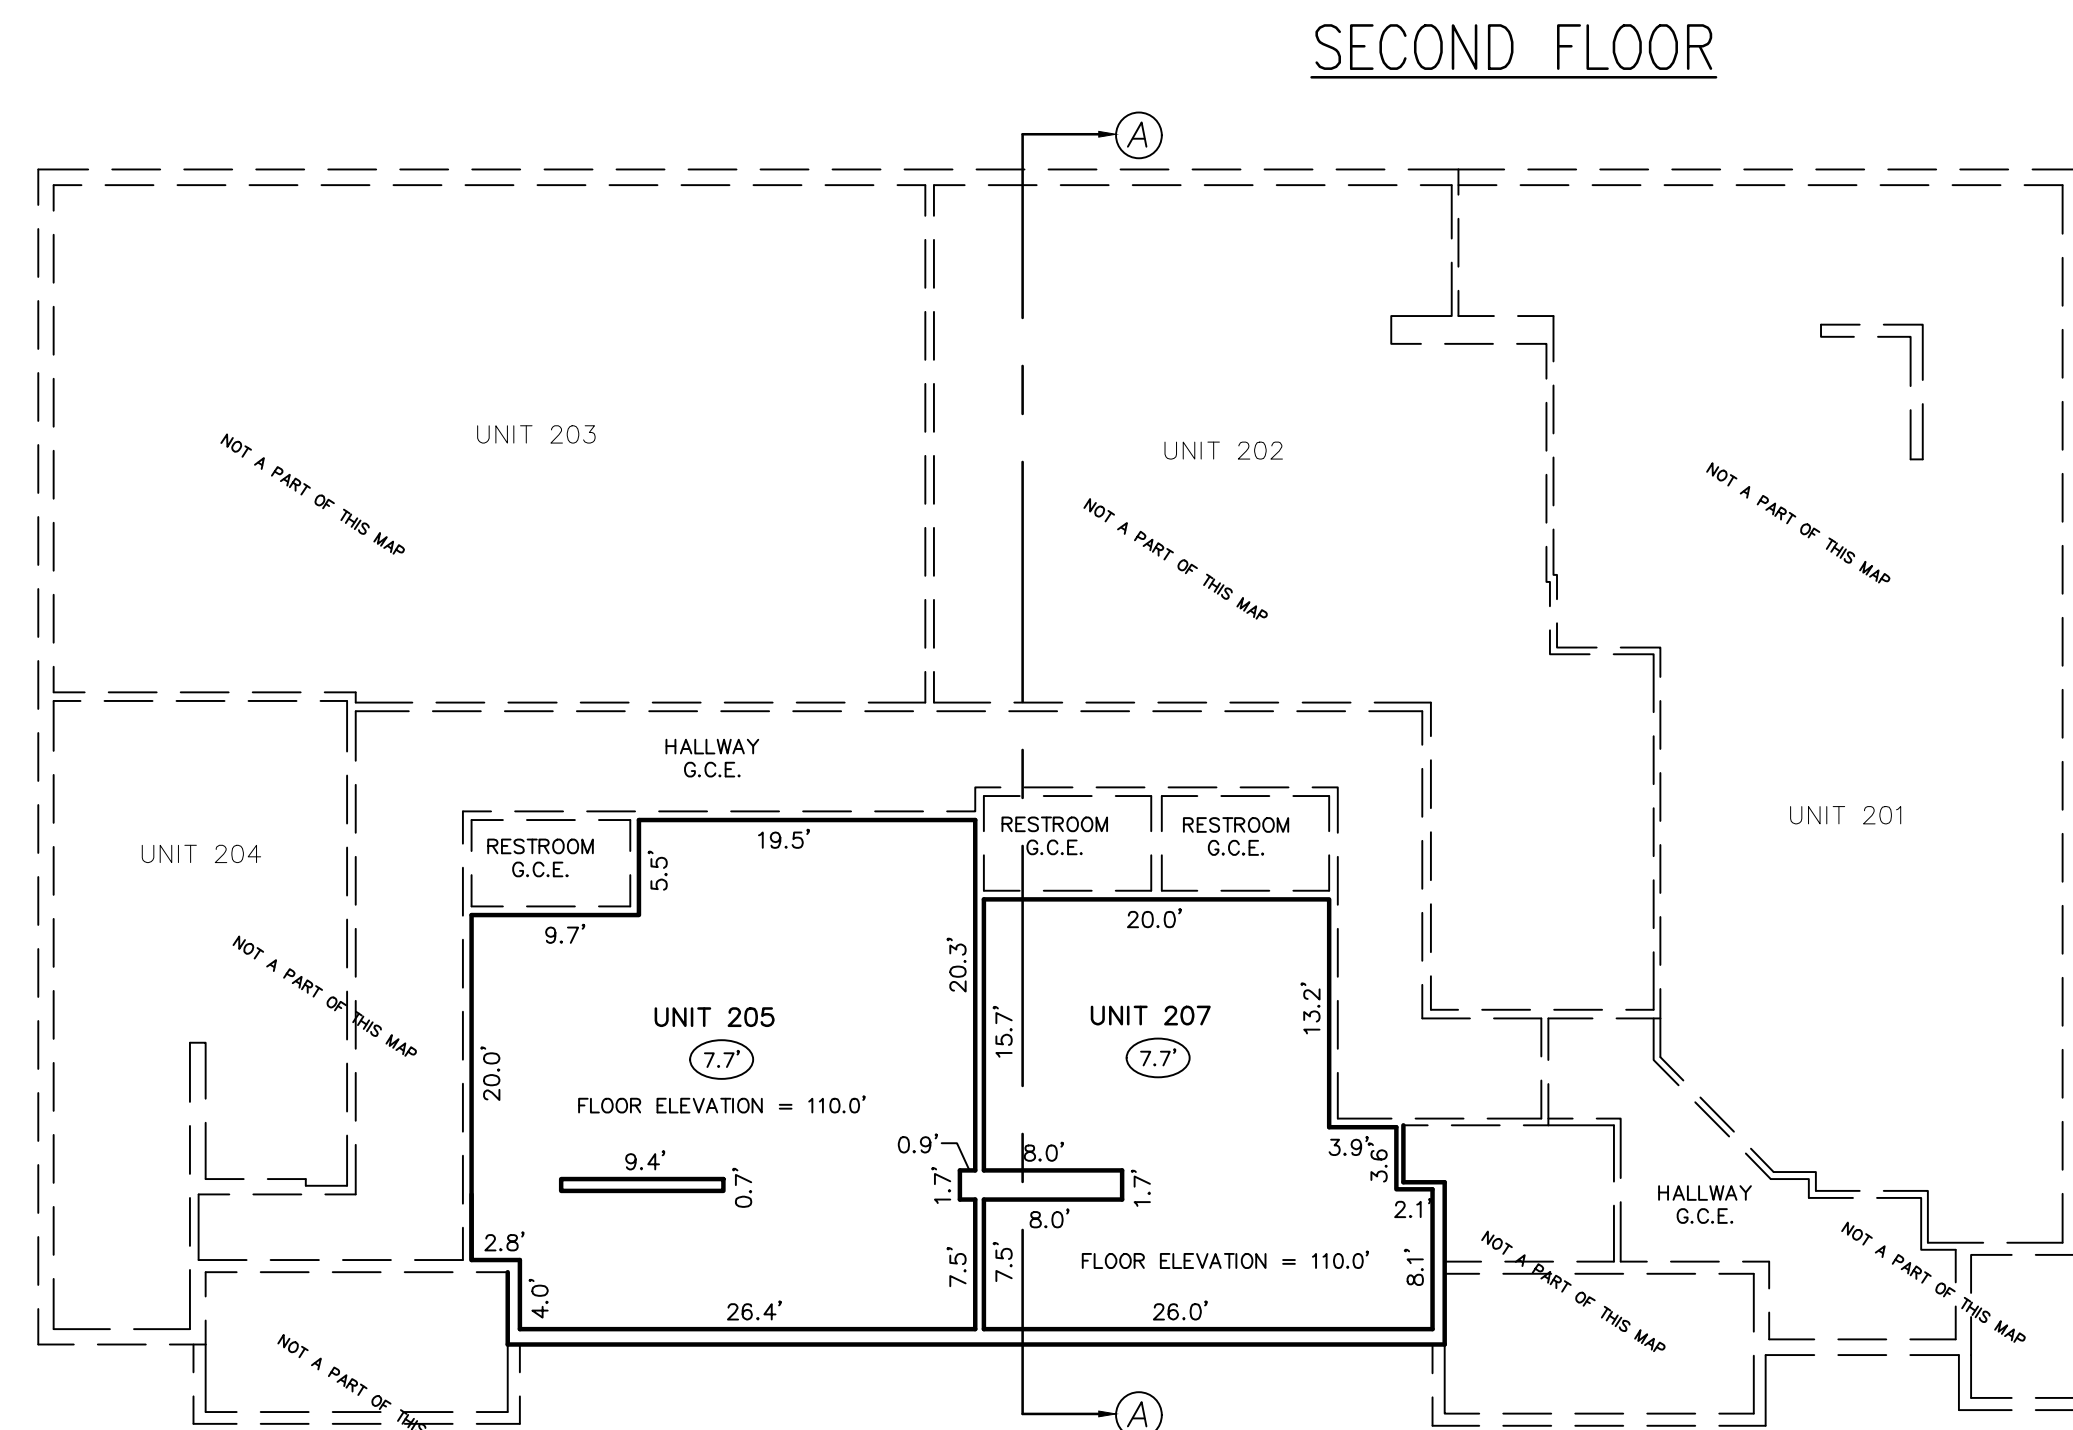 SECOND FLOOR
A
UNIT 203
NOT A PART OF THIS MAP
UNIT 202
NOT A PART OF THIS MAP
NOT A PART OF THIS MAP
HALLWAY
G.C.E.
UNIT 201
UNIT 204
NOT A PART OF THIS MAP
RESTROOM
G.C.E.
19.5'
5.5'
9.7'
RESTROOM
G.C.E.
RESTROOM
G.C.E.
20.0'
20.3'
15.7'
13.2'
UNIT 205
7.7'
FLOOR ELEVATION = 110.0'
20.0'
UNIT 207
7.7'
0.9'
8.0'
3.9'
3.6'
9.4'
0.7'
1.7'
1.7'
8.0'
2.1'
2.8'
4.0'
7.5'
7.5'
FLOOR ELEVATION = 110.0'
8.1'
26.4'
26.0'
HALLWAY
G.C.E.
NOT A PART OF THIS MAP
NOT A PART OF THIS MAP
NOT A PART OF THIS
A